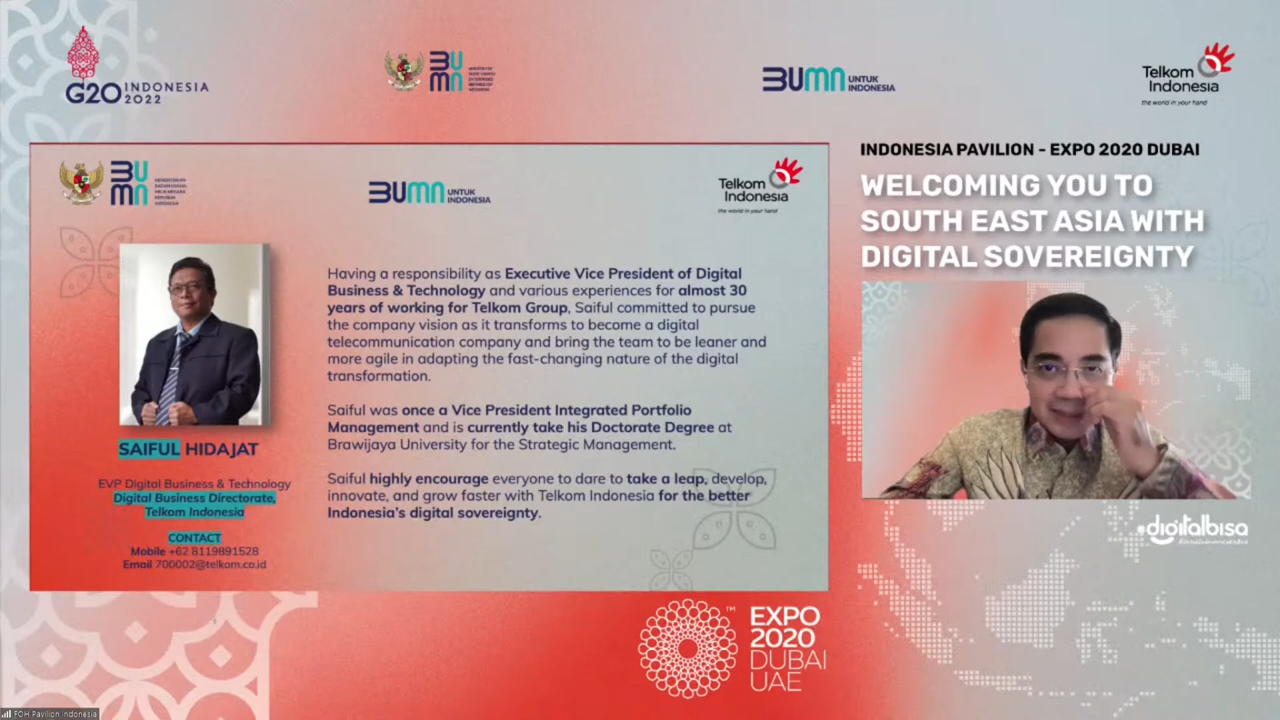 G20 INDONESIA
2022
BUMN
BUMN UNTUK
INDONESIA
Telkom
Indonesia
the world in your hand
BUMN
KEMENTERIAN
BADAN USAHA
MILIK NEGARA
REPUBLIK
INDONESIA
BUMN UNTUK
INDONESIA
Telkom
Indonesia
the world in your hand
SAIFUL HIDAJAT
EVP Digital Business & Technology
Digital Business Directorate,
Telkom Indonesia
CONTACT
Mobile +62 8119891528
Email 700002@telkom.co.id
Having a responsibility as Executive Vice President of Digital
Business & Technology and various experiences for almost 30
years of working for Telkom Group, Saiful committed to pursue
the company vision as it transforms to become a digital
telecommunication company and bring the team to be leaner and
more agile in adapting the fast-changing nature of the digital
transformation.
Saiful was once a Vice President Integrated Portfolio
Management and is currently take his Doctorate Degree at
Brawijaya University for the Strategic Management.
Saiful highly encourage everyone to dare to take a leap, develop,
innovate, and grow faster with Telkom Indonesia for the better
Indonesia's digital sovereignty.
INDONESIA PAVILION - EXPO 2020 DUBAI
WELCOMING YOU TO
SOUTH EAST ASIA WITH
DIGITAL SOVEREIGNTY
digitalbisa
EXPO
2020
DUBAI
UAE
TM
FOH Pavilion Indonesia